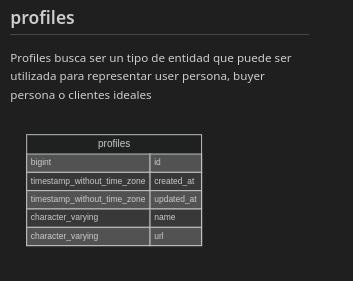 profiles
Profiles busca ser un tipo de entidad que puede ser
utilizada para representar user persona, buyer
persona o clientes ideales
profiles
bigint id
timestamp_without_time_zone created_at
timestamp_without_time_zone updated_at
character_varying name
character_varying url